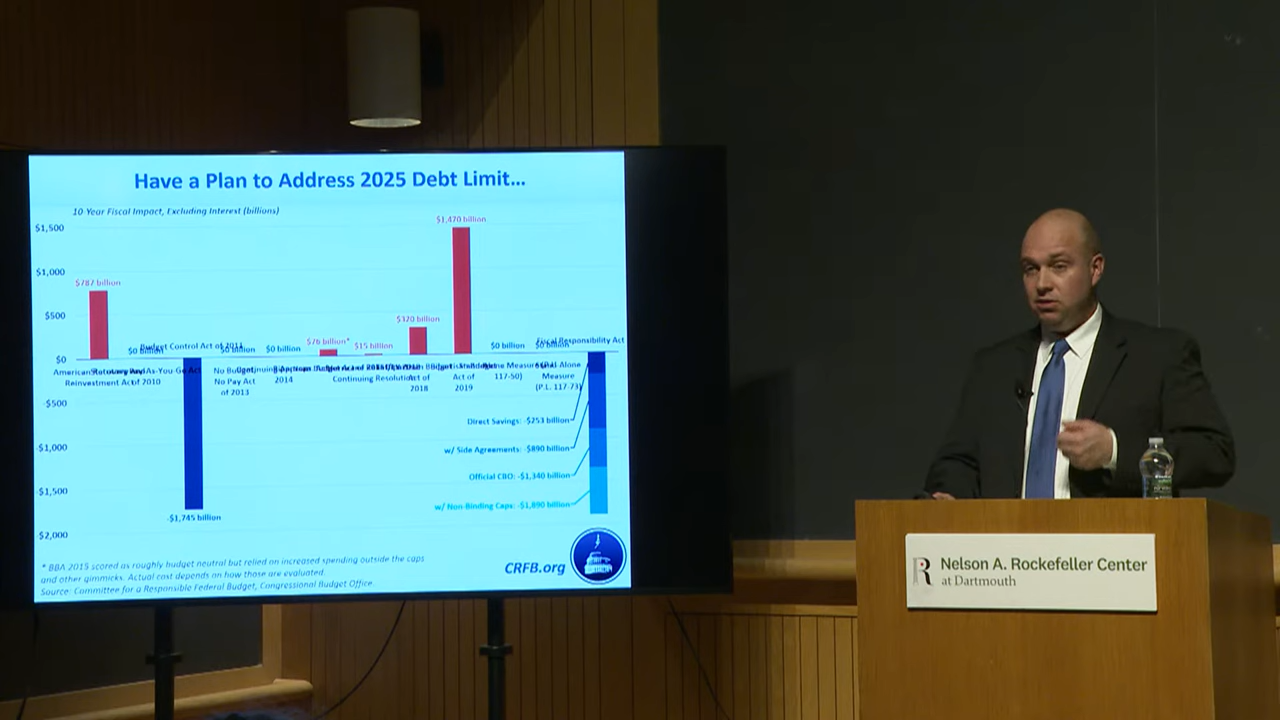 Have a Plan to Address 2025 Debt Limit...
10-Year Fiscal Impact, Excluding Interest (billions)
$1,470 billion
$1,500
$1,000
$787 billion
$500
$320 billion
$76 billion*
$15 billion
Budget Control Act of 2011
Fiscal Responsibility Act
$0 billion
$0 billion
$0 billion
$0 billion
$0
Reinvestment Act
of 2010
No Budget,
No Pay Act
of 2013
2014
Continuing Resolution
Act of
2018
Act of
2019
117-50)
Measure
(P.L. 117-73)
-$500
Direct Savings: -$253 billion
w/ Side Agreements: -$890 billion
-$1,000
Official CBO: -$1,340 billion
-$1,500
w/ Non-Binding Caps: -$1,890 billion
-$1,745 billion
$2,000
* BBA 2015 scored as roughly budget neutral but relied on increased spending outside the caps
and other gimmicks. Actual cost depends on how those are evaluated.
Source: Committee for a Responsible Federal Budget, Congressional Budget Office.
CRFB.org
R
Nelson A. Rockefeller Center
at Dartmouth